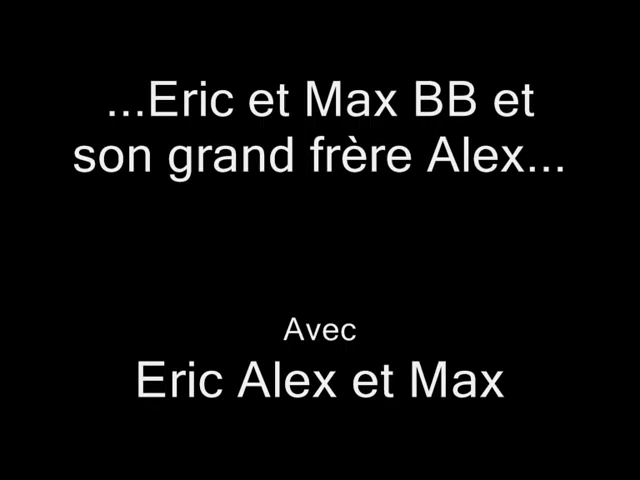 ...Eric et Max BB et
son grand frère Alex...
Avec
Eric Alex et Max